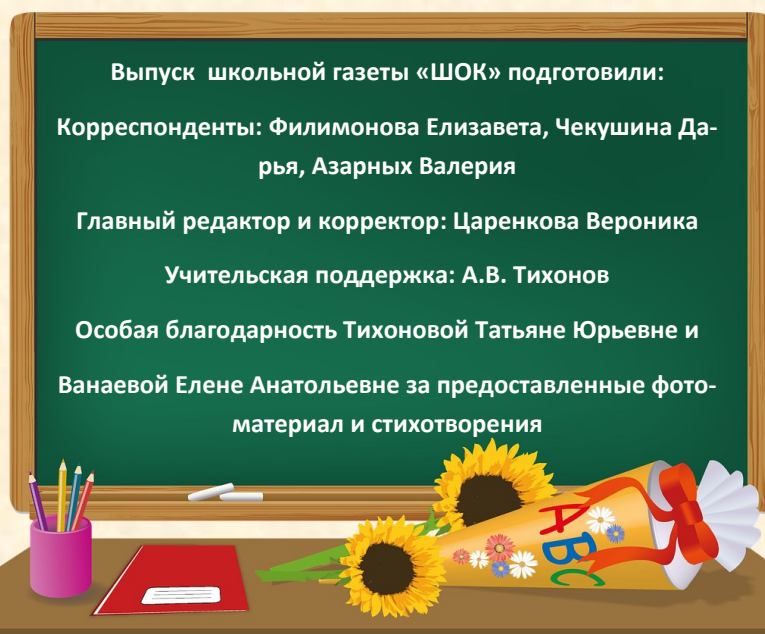 Выпуск школьной газеты «ШОК» подготовили:
Корреспонденты: Филимонова Елизавета, Чекушина Да-
рья, Азарных Валерия
Главный редактор и корректор: Царенкова Вероника
Учительская поддержка: А.В. Тихонов
Особая благодарность Тихоновой Татьяне Юрьевне и
Ванаевой Елене Анатольевне за предоставленные фото-
материал и стихотворения
ABC